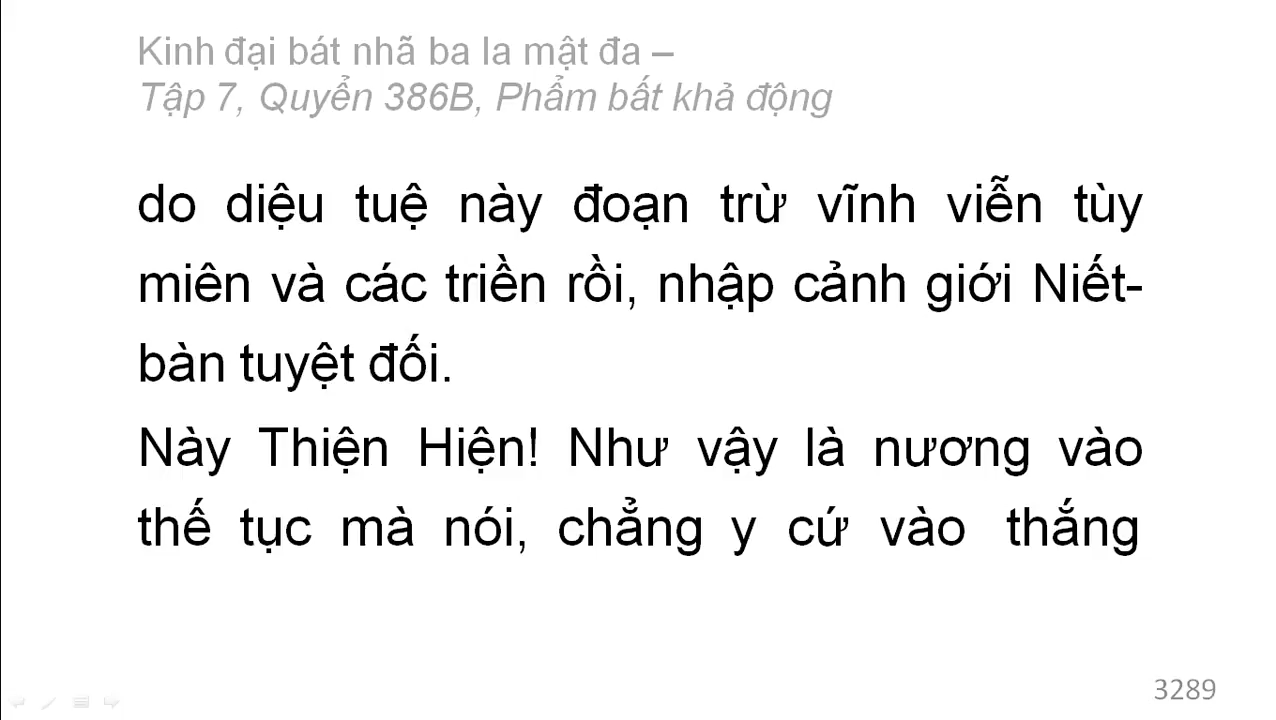 Kinh đại bát nhã ba la mật đa –
Tập 7, Quyển 386B, Phẩm bất khả động
do diệu tuệ này đoạn trừ vĩnh viễn tùy
miên và các triền rồi, nhập cảnh giới Niết-
bàn tuyệt đối.
Này Thiện Hiện! Như vậy là nương vào
thế tục mà nói, chẳng y cứ vào thắng
3289